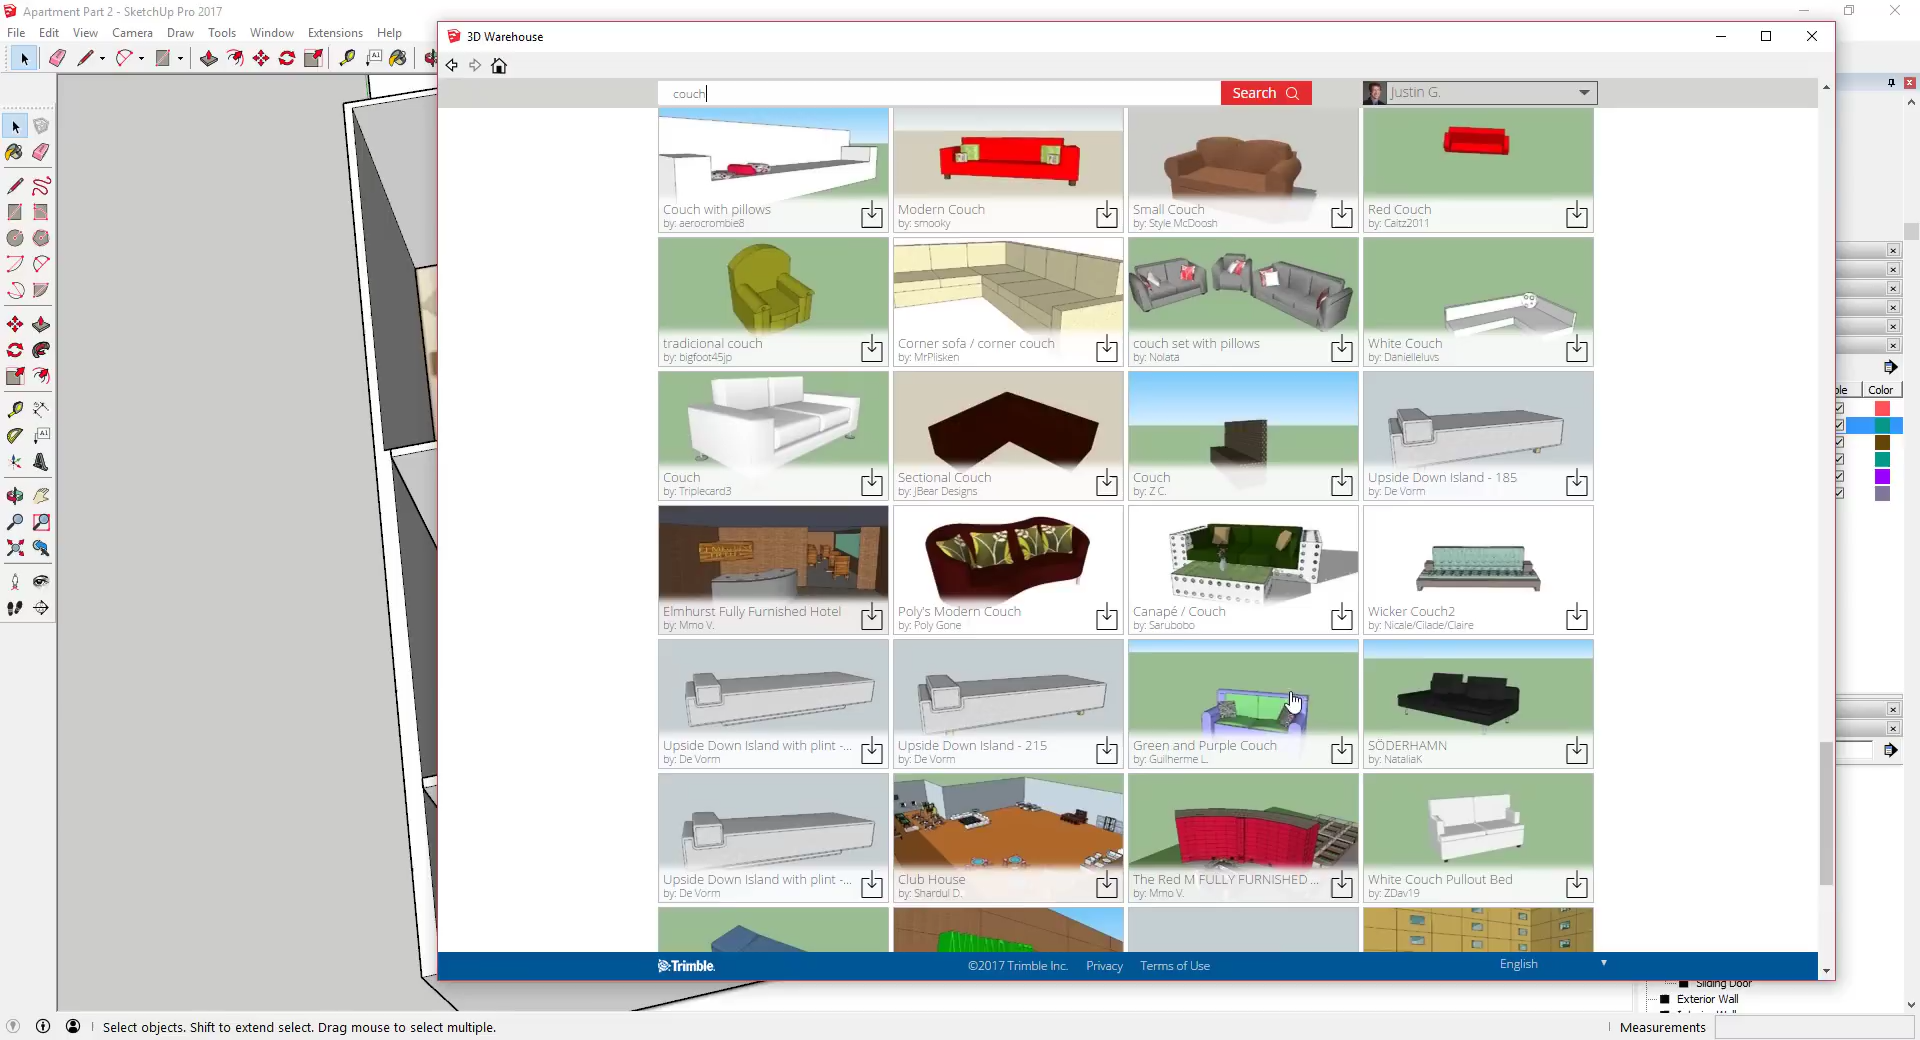 Apartment Part 2 - SketchUp Pro 2017
File Edit View Camera Draw Tools Window Extensions Help
3D Warehouse
couch
Search
Justin G.
Couch with pillows
by: aerocrombie8
Modern Couch
by: smooky
Small Couch
by: Style McDoosh
Red Couch
by: Caitz2011
tradicional couch
by: bigfoot45jp
Corner sofa / corner couch
by: MrPlisken
couch set with pillows
by: Nolata
White Couch
by: Danielleluvs
Couch
by: Triplecard3
Sectional Couch
by: JBear Designs
Couch
by: Z C.
Upside Down Island - 185
by: De Vorm
Elmhurst Fully Furnished Hotel
by: Mmo V.
Poly's Modern Couch
by: Poly Gone
Canapé / Couch
by: Sarubobo
Wicker Couch2
by: Nicale/Cilade/Claire
Upside Down Island with plint -...
by: De Vorm
Upside Down Island - 215
by: De Vorm
Green and Purple Couch
by: Guilherme L.
SÖDERHAMN
by: NataliaK
Upside Down Island with plint -...
by: De Vorm
Club House
by: Shardul D.
The Red M FULLY FURNISHED ...
by: Mmo V.
White Couch Pullout Bed
by: ZDav19
Color
Trimble.
©2017 Trimble Inc. Privacy Terms of Use
English
Sliding Door
Exterior Wall
Select objects. Shift to extend select. Drag mouse to select multiple.
Measurements